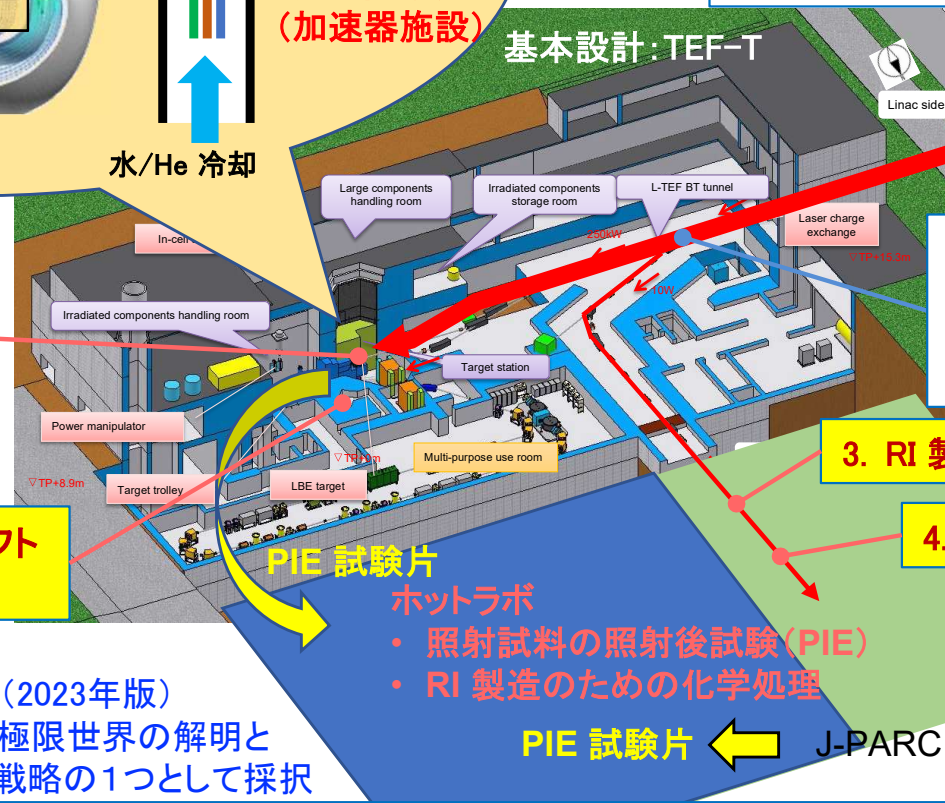 (加速器施設)
基本設計:TEF-T
水/He 冷却
Linac side
Large components
handling room
Irradiated components
storage room
L-TEF BT tunnel
Laser charge
exchange
In-cell
250kW
10W
▽TP+15.3m
Irradiated components handling room
Target station
Power manipulator
Multi-purpose use room
▽TP+8.9m
Target trolley
LBE target
3. RI 製
4.
フト
PIE 試験片
ホットラボ
• 照射試料の照射後試験(PIE)
• RI 製造のための化学処理
(2023年版)
極限世界の解明と
戦略の1つとして採択
PIE 試験片
J-PARC